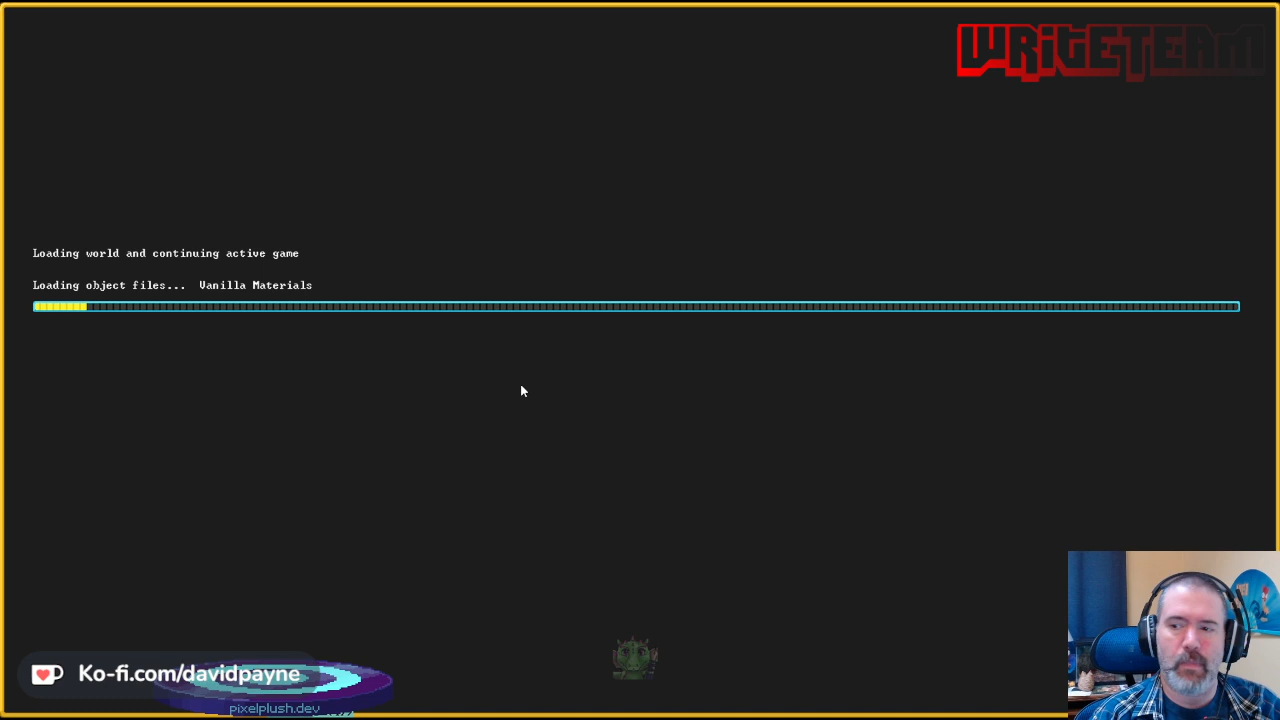 WRITETEAM
Loading world and continuing active game
Loading object files... Vanilla Materials
Ko-fi.com/davidpayne
pixelplush.dev